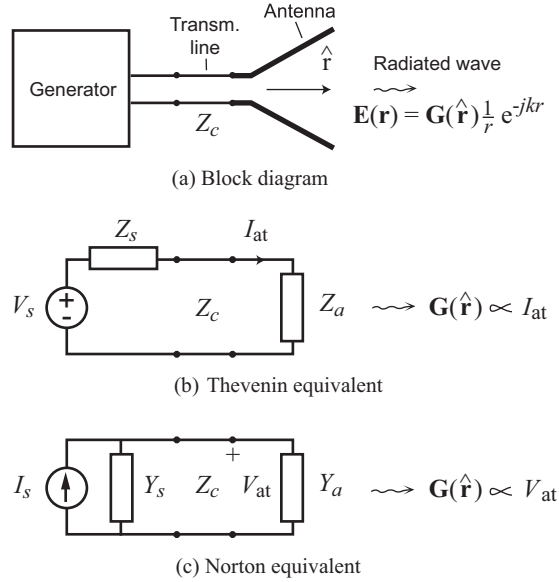 Antenna
Transm.
line
Generator
r̂
Radiated wave
Z_c
E(r) = G(r̂) 1/r e^{-jkr}
(a) Block diagram
Z_s
I_at
V_s
+
-
Z_c
Z_a
G(r̂) ∝ I_at
(b) Thevenin equivalent
+
I_s
Y_s
Z_c
V_at
Y_a
G(r̂) ∝ V_at
(c) Norton equivalent